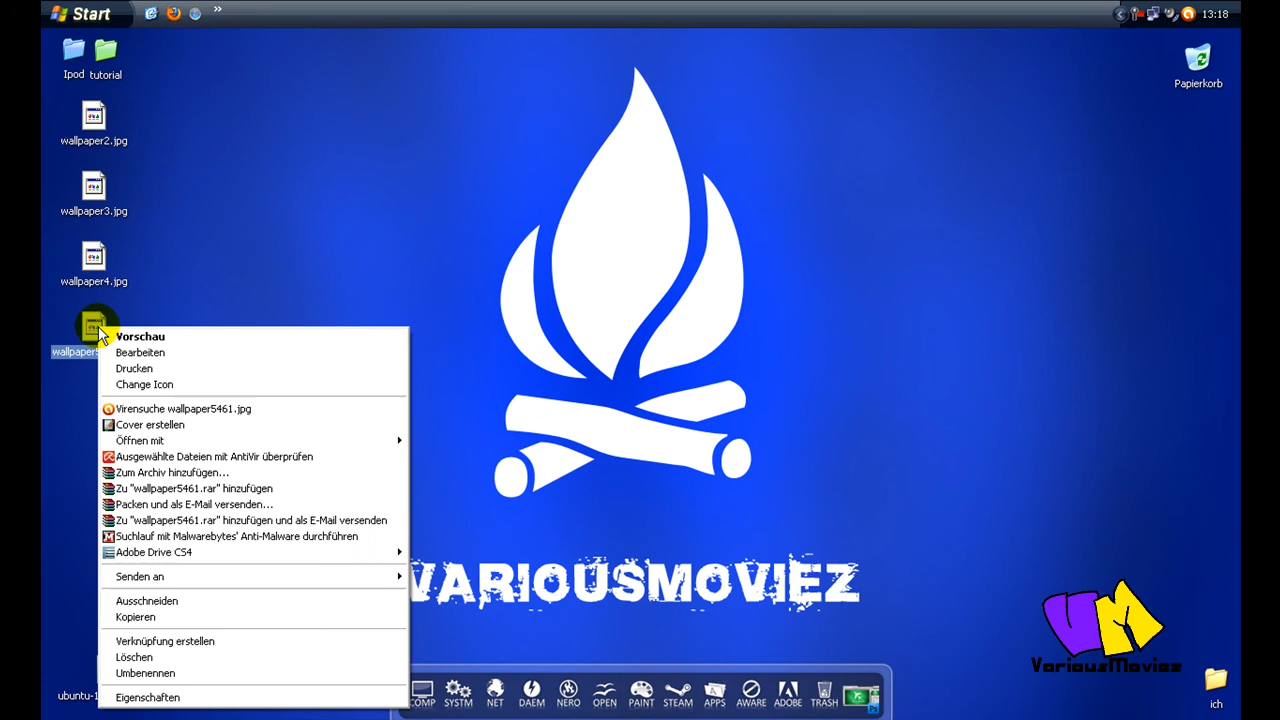 Start
»
13:18
Ipod
tutorial
Papierkorb
wallpaper2.jpg
wallpaper3.jpg
wallpaper4.jpg
Vorschau
Bearbeiten
Drucken
Change Icon
Virensuche wallpaper5461.jpg
Cover erstellen
Öffnen mit
Ausgewählte Dateien mit AntiVir überprüfen
Zum Archiv hinzufügen...
Zu "wallpaper5461.rar" hinzufügen
Packen und als E-Mail versenden...
Zu "wallpaper5461.rar" hinzufügen und als E-Mail versenden
Suchlauf mit Malwarebytes' Anti-Malware durchführen
Adobe Drive CS4
Senden an
Ausschneiden
Kopieren
Verknüpfung erstellen
Löschen
Umbenennen
Eigenschaften
VARIOUSMOVIEZ
VM
VariousMoviez
COMP
SYSTM
NET
DAEM
NERO
OPEN
PAINT
STEAM
APPS
AWARE
ADOBE
TRASH
ich